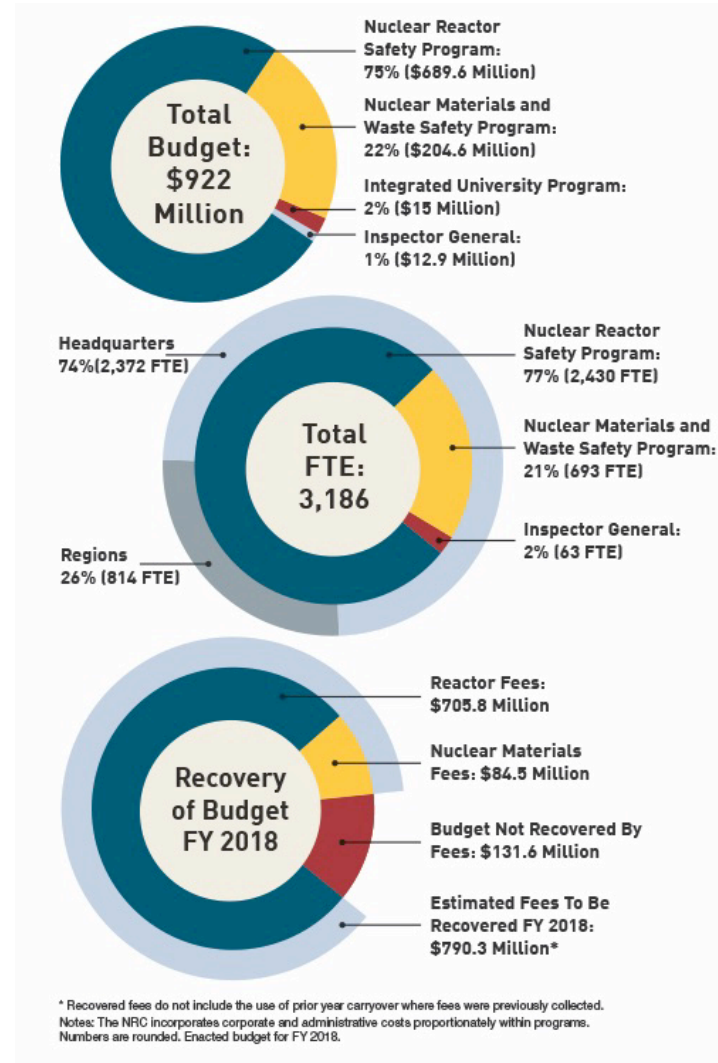 Nuclear Reactor
Safety Program:
75% ($689.6 Million)
Total
Budget:
$922
Million
Nuclear Materials and
Waste Safety Program:
22% ($204.6 Million)
Integrated University Program:
2% ($15 Million)
Inspector General:
1% ($12.9 Million)
Headquarters
74%(2,372 FTE)
Nuclear Reactor
Safety Program:
77% (2,430 FTE)
Total
FTE:
3,186
Nuclear Materials and
Waste Safety Program:
21% (693 FTE)
Inspector General:
2% (63 FTE)
Regions
26% (814 FTE)
Reactor Fees:
$705.8 Million
Recovery
of Budget
FY 2018
Nuclear Materials
Fees: $84.5 Million
Budget Not Recovered By
Fees: $131.6 Million
Estimated Fees To Be
Recovered FY 2018:
$790.3 Million*
* Recovered fees do not include the use of prior year carryover where fees were previously collected.
Notes: The NRC incorporates corporate and administrative costs proportionately within programs.
Numbers are rounded. Enacted budget for FY 2018.